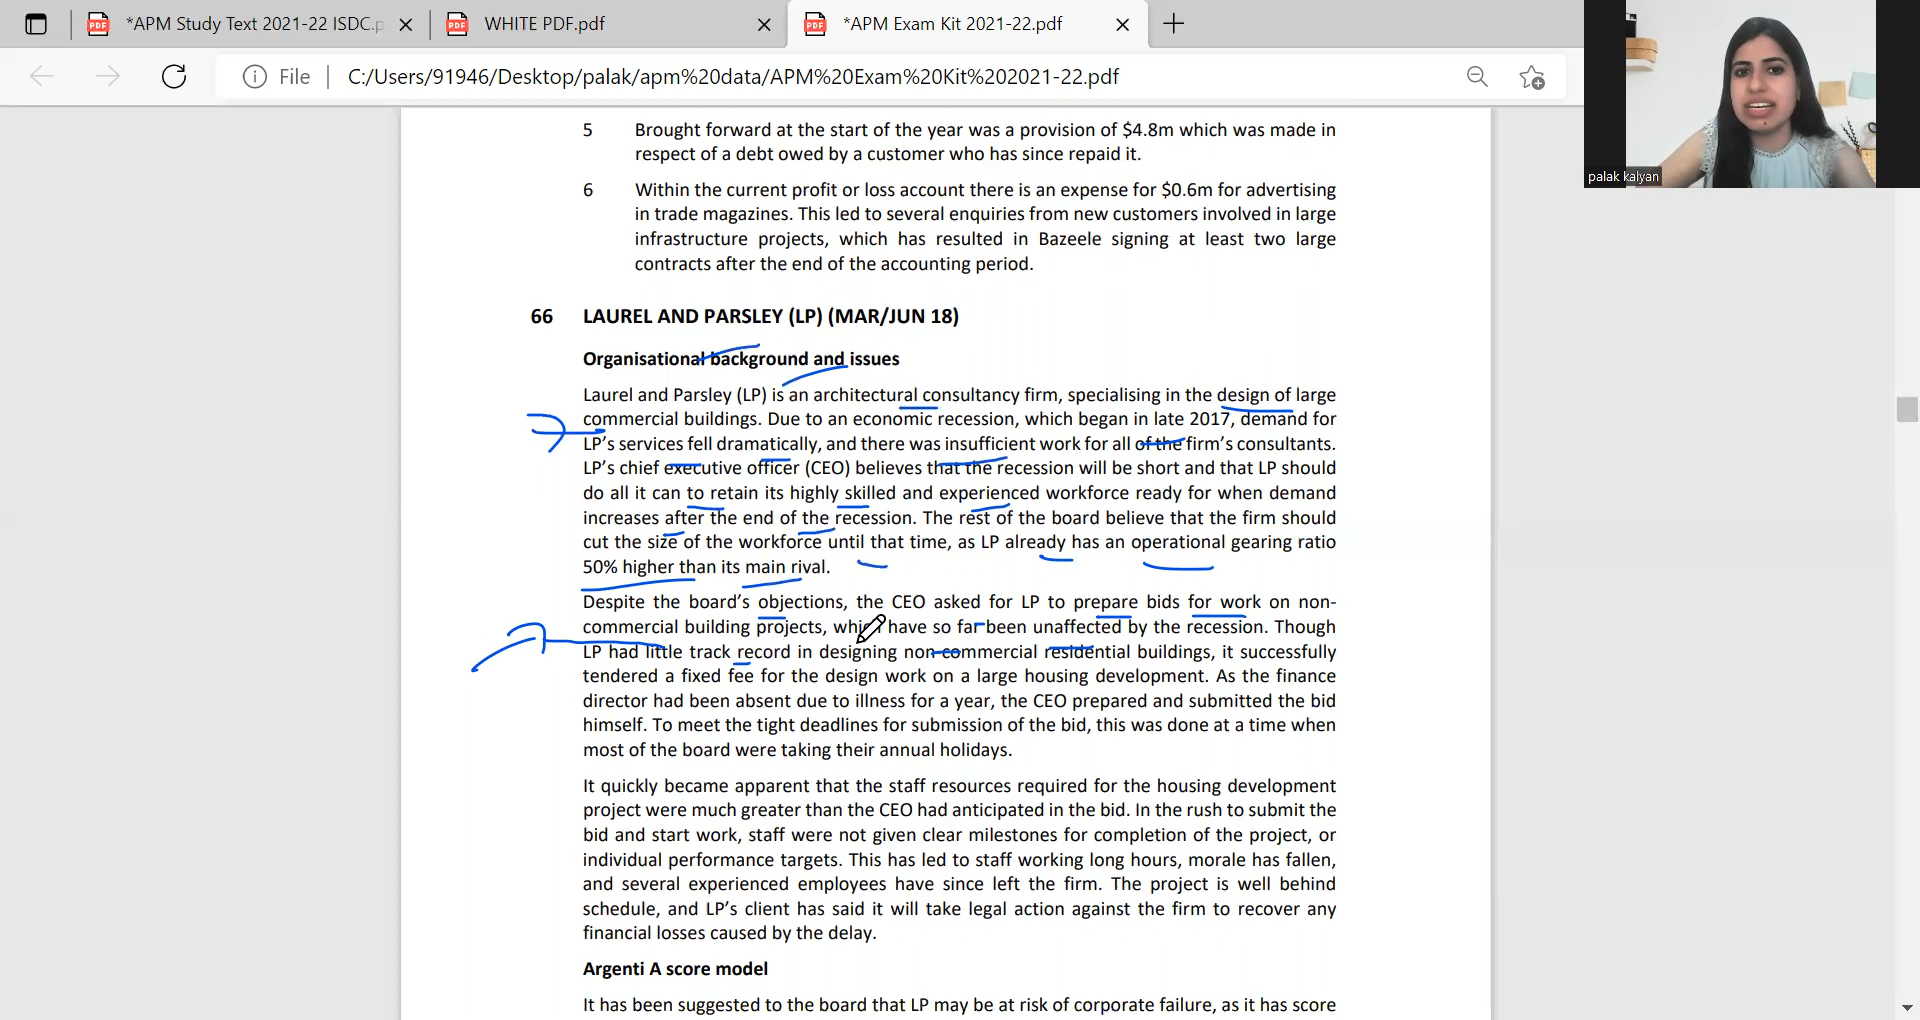 *APM Study Text 2021-22 ISDC.p
WHITE PDF.pdf
*APM Exam Kit 2021-22.pdf
File
C:/Users/91946/Desktop/palak/apm%20data/APM%20Exam%20Kit%202021-22.pdf
palak kalyan
5 Brought forward at the start of the year was a provision of $4.8m which was made in
respect of a debt owed by a customer who has since repaid it.
6 Within the current profit or loss account there is an expense for $0.6m for advertising
in trade magazines. This led to several enquiries from new customers involved in large
infrastructure projects, which has resulted in Bazeele signing at least two large
contracts after the end of the accounting period.
66 LAUREL AND PARSLEY (LP) (MAR/JUN 18)
Organisational background and issues
Laurel and Parsley (LP) is an architectural consultancy firm, specialising in the design of large
commercial buildings. Due to an economic recession, which began in late 2017, demand for
LP's services fell dramatically, and there was insufficient work for all of the firm's consultants.
LP's chief executive officer (CEO) believes that the recession will be short and that LP should
do all it can to retain its highly skilled and experienced workforce ready for when demand
increases after the end of the recession. The rest of the board believe that the firm should
cut the size of the workforce until that time, as LP already has an operational gearing ratio
50% higher than its main rival.
Despite the board's objections, the CEO asked for LP to prepare bids for work on non-
commercial building projects, which have so far been unaffected by the recession. Though
LP had little track record in designing non-commercial residential buildings, it successfully
tendered a fixed fee for the design work on a large housing development. As the finance
director had been absent due to illness for a year, the CEO prepared and submitted the bid
himself. To meet the tight deadlines for submission of the bid, this was done at a time when
most of the board were taking their annual holidays.
It quickly became apparent that the staff resources required for the housing development
project were much greater than the CEO had anticipated in the bid. In the rush to submit the
bid and start work, staff were not given clear milestones for completion of the project, or
individual performance targets. This has led to staff working long hours, morale has fallen,
and several experienced employees have since left the firm. The project is well behind
schedule, and LP's client has said it will take legal action against the firm to recover any
financial losses caused by the delay.
Argenti A score model
It has been suggested to the board that LP may be at risk of corporate failure, as it has score